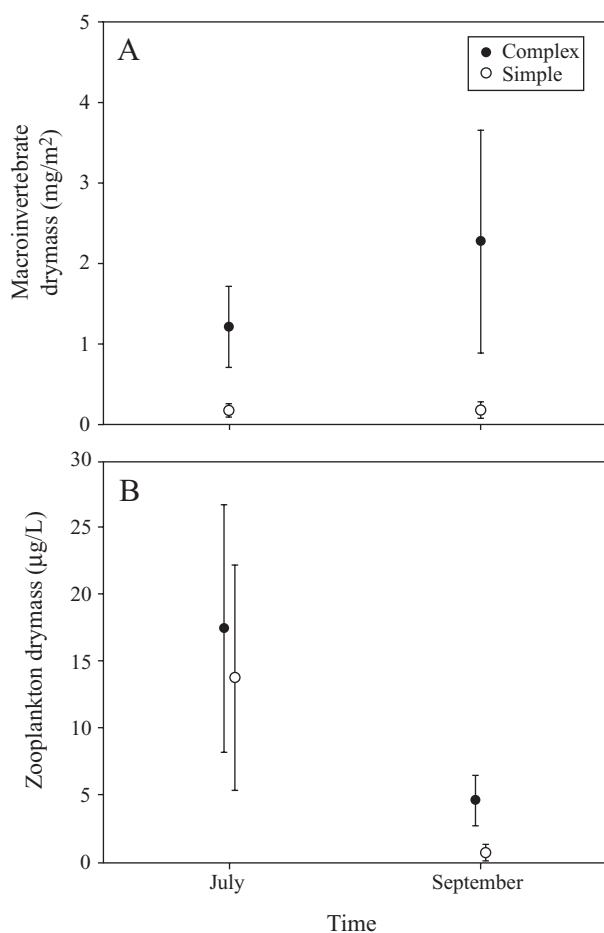 A
Complex
Simple
Macroinvertebrate
drymass (mg/m²)
5
4
3
2
1
0
B
Zooplankton drymass (µg/L)
30
25
20
15
10
5
0
July
September
Time